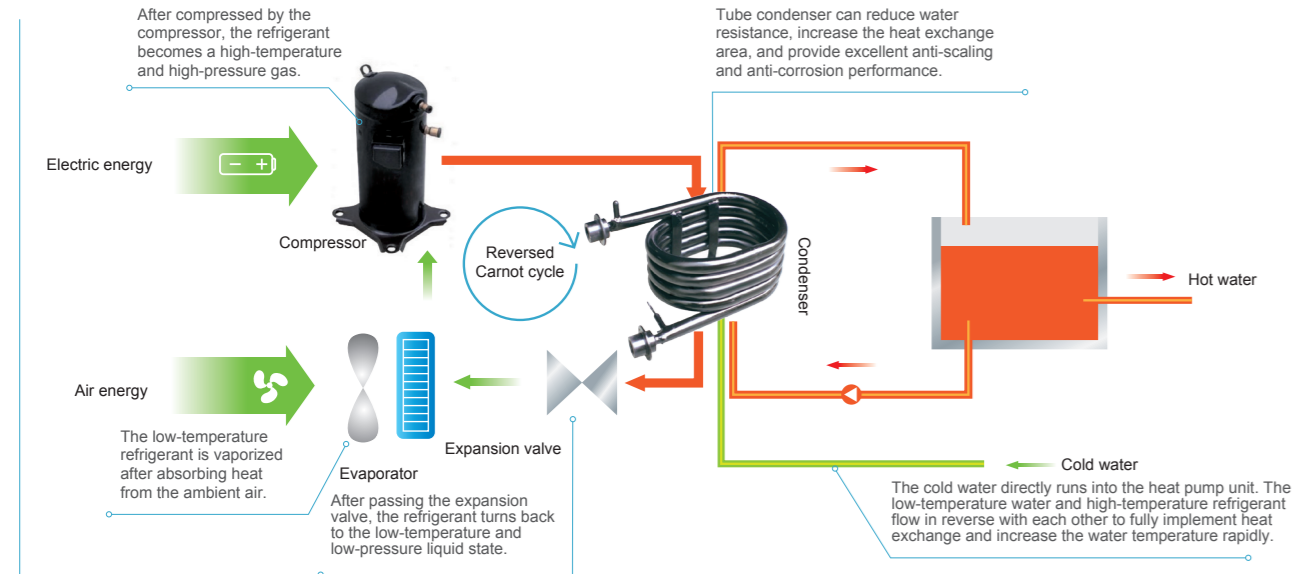 After compressed by the
compressor, the refrigerant
becomes a high-temperature
and high-pressure gas.
Tube condenser can reduce water
resistance, increase the heat exchange
area, and provide excellent anti-scaling
and anti-corrosion performance.
Electric energy
Compressor
Reversed
Carnot cycle
Condenser
Hot water
Air energy
The low-temperature
refrigerant is vaporized
after absorbing heat
from the ambient air.
Evaporator
Expansion valve
After passing the expansion
valve, the refrigerant turns back
to the low-temperature and
low-pressure liquid state.
Cold water
The cold water directly runs into the heat pump unit. The
low-temperature water and high-temperature refrigerant
flow in reverse with each other to fully implement heat
exchange and increase the water temperature rapidly.